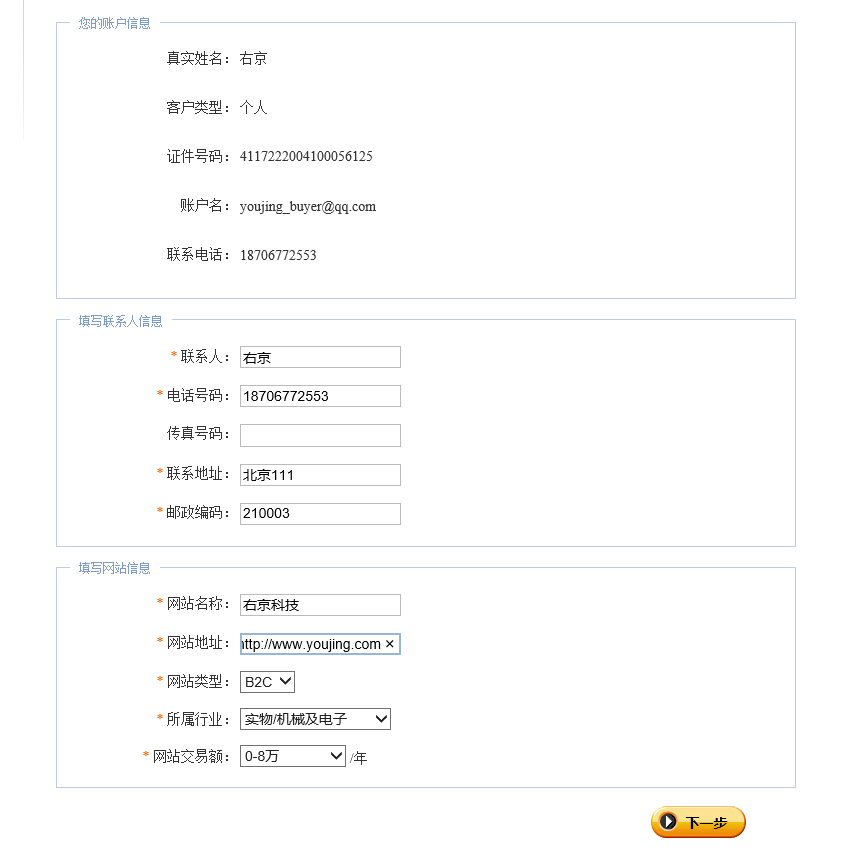 您的账户信息
真实姓名： 右京
客户类型： 个人
证件号码： 4117222004100056125
账户名： youjing_buyer@qq.com
联系电话： 18706772553
填写联系人信息
* 联系人： 右京
* 电话号码： 18706772553
传真号码：
* 联系地址： 北京111
* 邮政编码： 210003
填写网站信息
* 网站名称： 右京科技
* 网站地址： ttp://www.youjing.com ×
* 网站类型： B2C
* 所属行业： 实物/机械及电子
* 网站交易额： 0-8万 /年
下一步